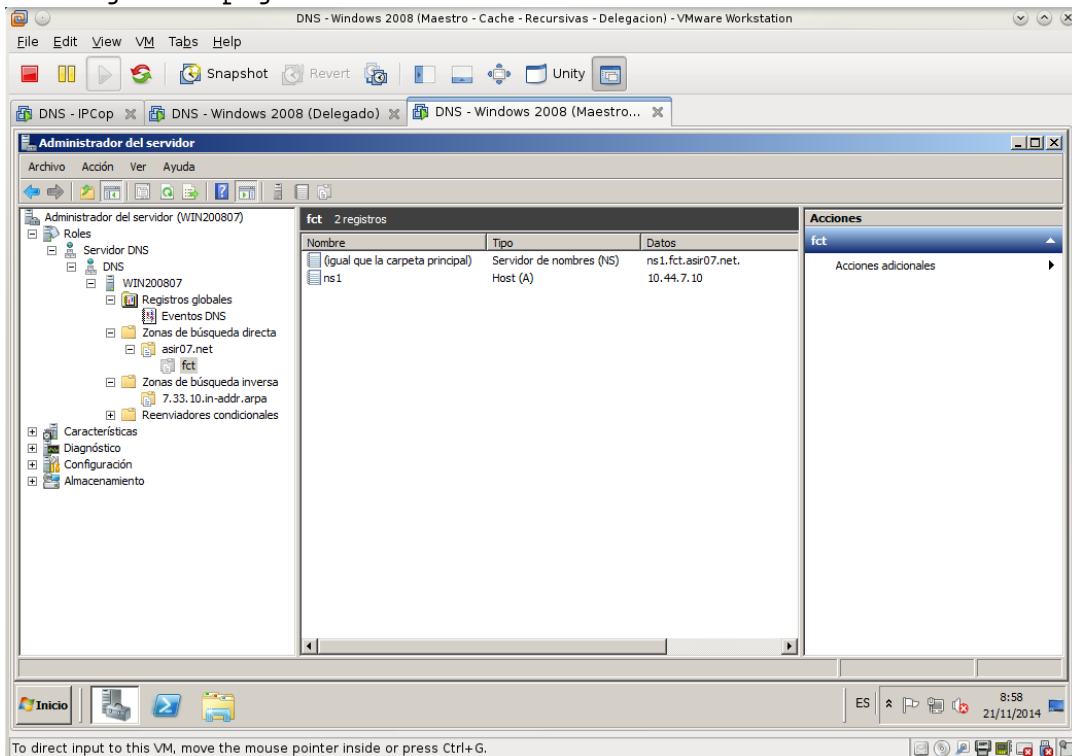 DNS - Windows 2008 (Maestro - Cache - Recursivas - Delegacion) - VMware Workstation
File Edit View VM Tabs Help
Snapshot Revert Unity
DNS - IPCop DNS - Windows 2008 (Delegado) DNS - Windows 2008 (Maestro...
Administrador del servidor
Archivo Acción Ver Ayuda
Administrador del servidor (WIN200807)
Roles
Servidor DNS
DNS
WIN200807
Registros globales
Eventos DNS
Zonas de búsqueda directa
asir07.net
fct
Zonas de búsqueda inversa
7.33.10.in-addr.arpa
Reenviadores condicionales
Características
Diagnóstico
Configuración
Almacenamiento
fct 2 registros
Nombre Tipo Datos
(igual que la carpeta principal) Servidor de nombres (NS) ns1.fct.asir07.net.
ns1 Host (A) 10.44.7.10
Acciones
fct
Acciones adicionales
Inicio
ES
8:58
21/11/2014
To direct input to this VM, move the mouse pointer inside or press Ctrl+G.